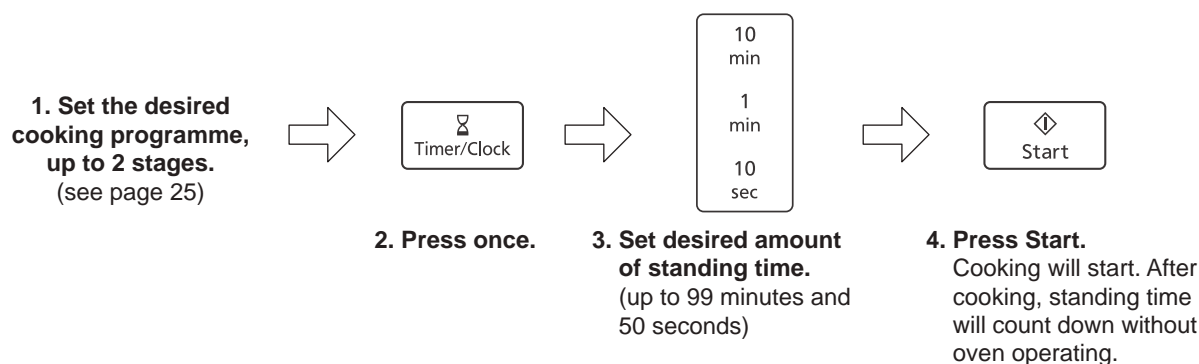 1. Set the desired
cooking programme,
up to 2 stages.
(see page 25)
Timer/Clock
2. Press once.
10
min
1
min
10
sec
3. Set desired amount
of standing time.
(up to 99 minutes and
50 seconds)
Start
4. Press Start.
Cooking will start. After
cooking, standing time
will count down without
oven operating.